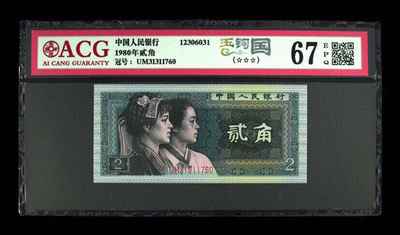 ACG
AI CANG GUARANTY
中国人民银行
1980年贰角
冠号：UM31311760
12306031
玉钩国
(☆☆☆)
67 EPQ
中国人民银行
贰角
2
2
UM31311760